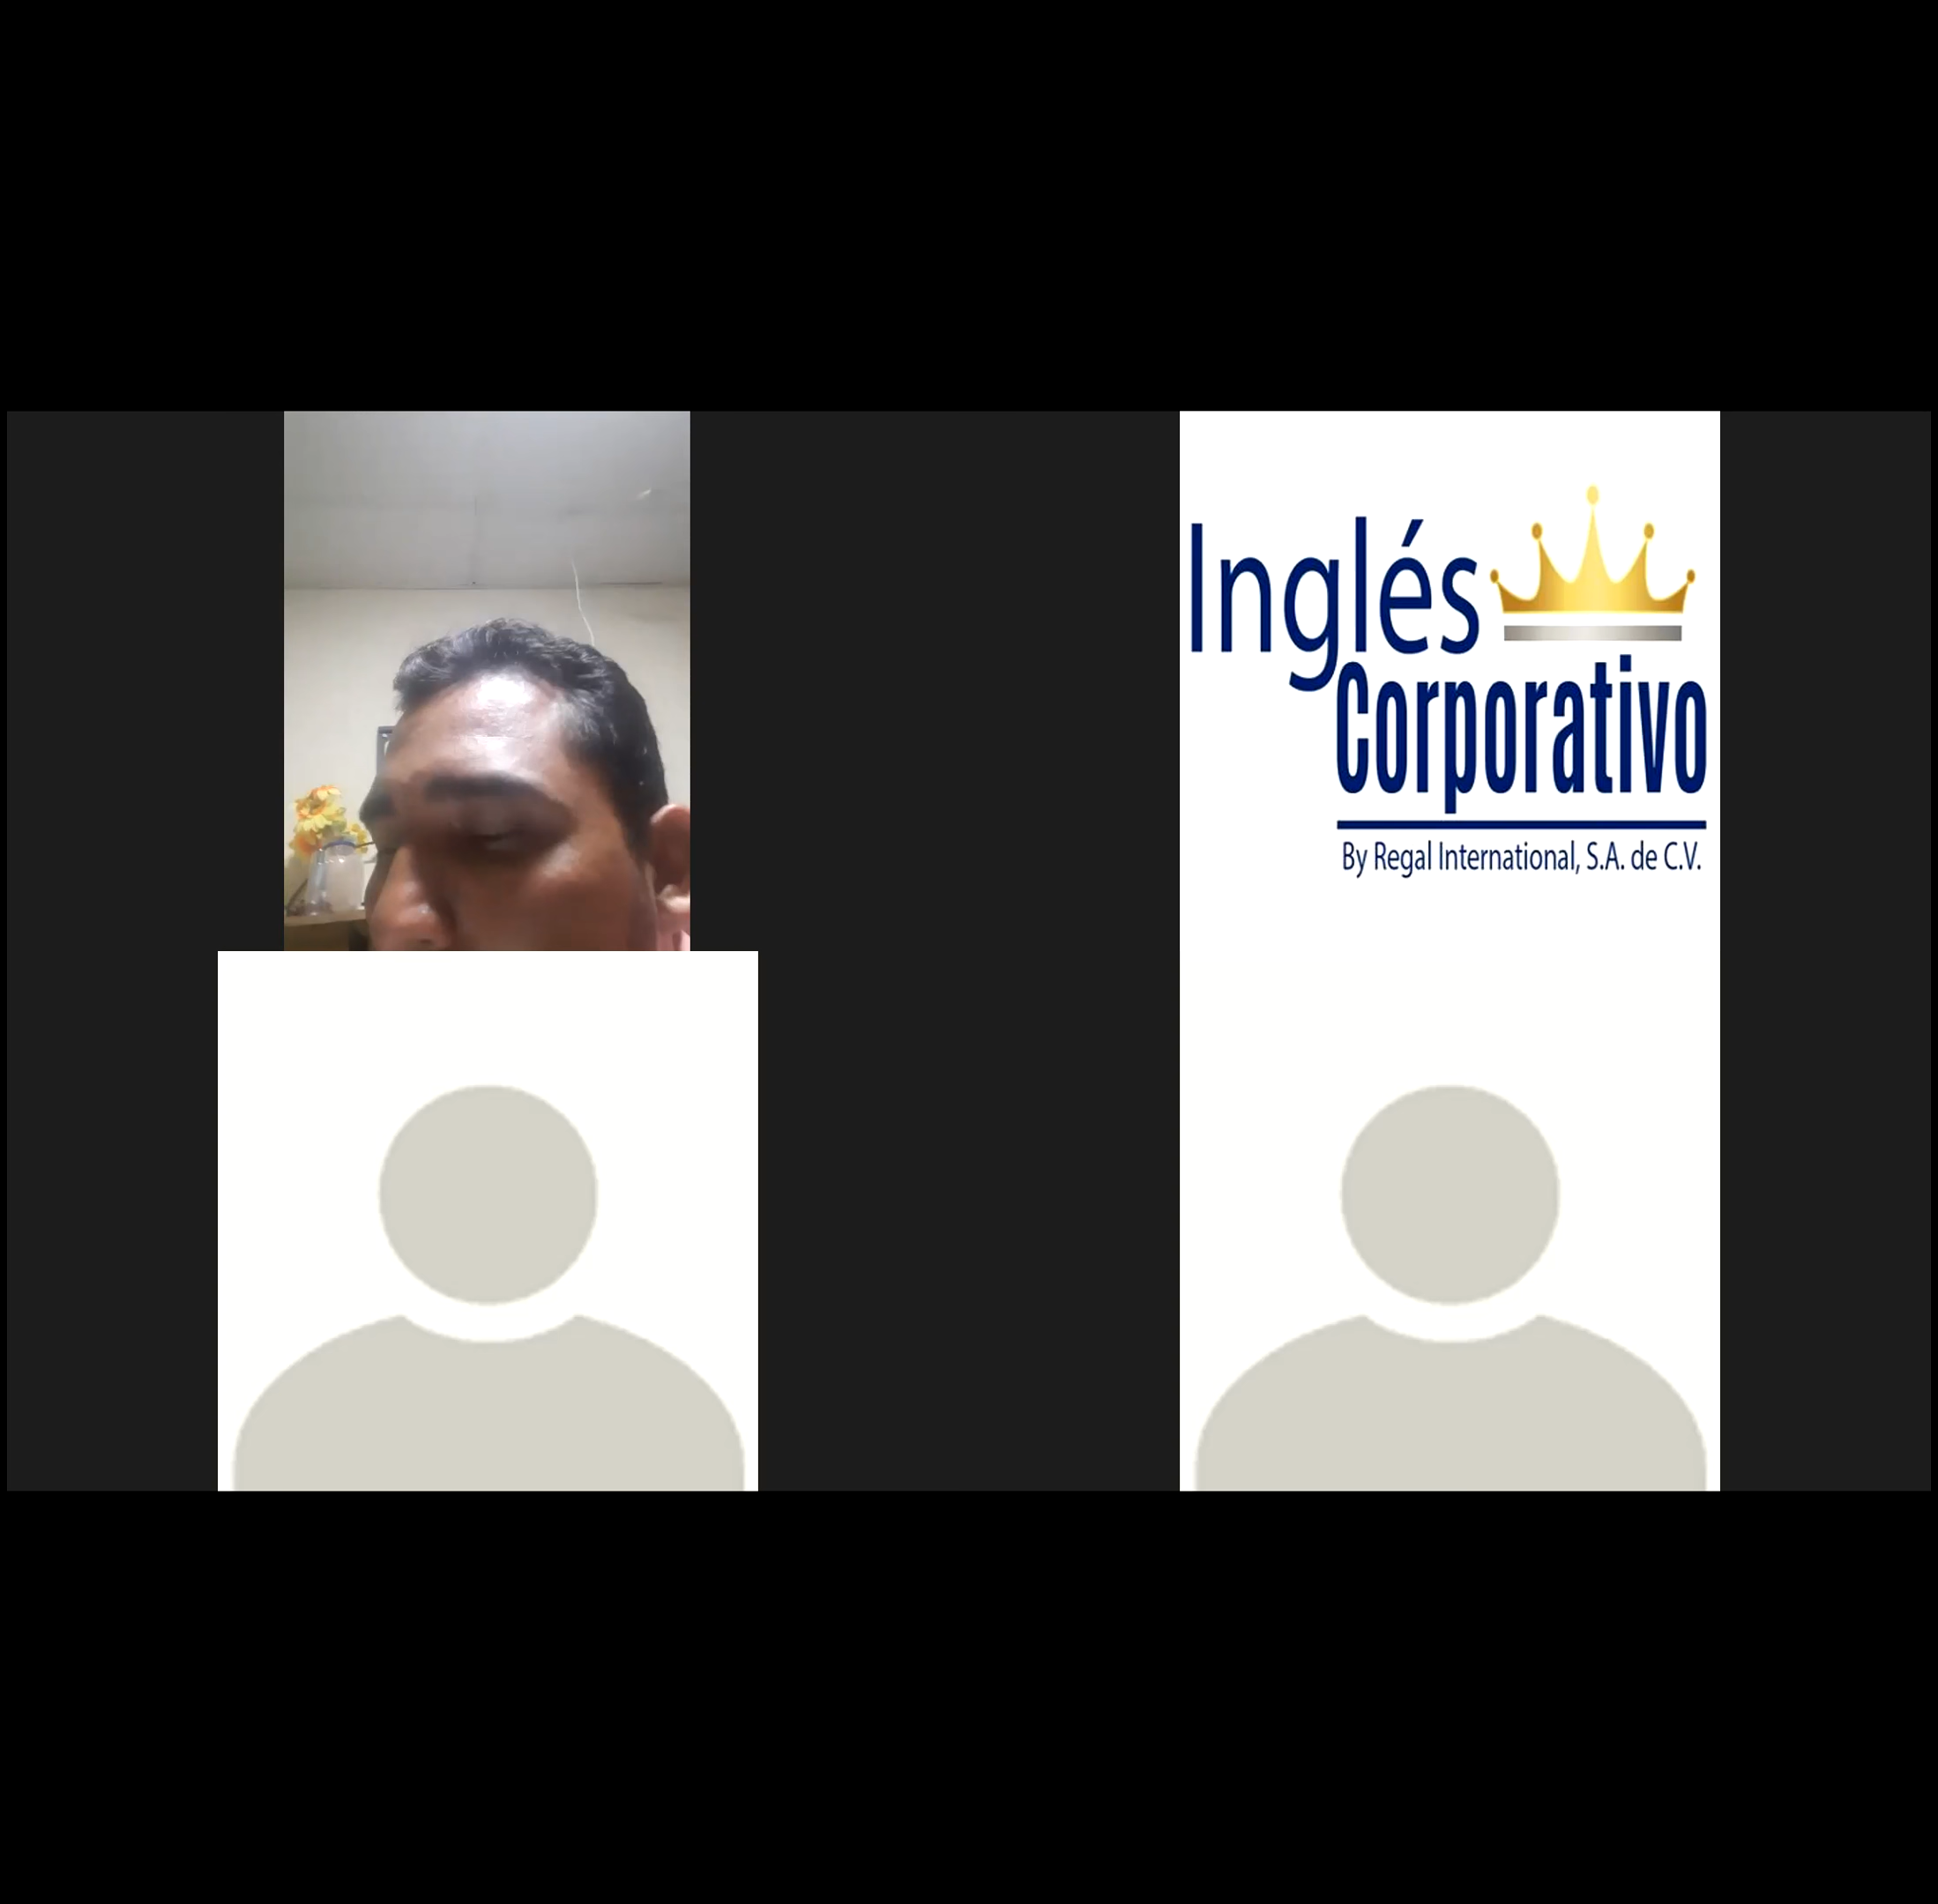 Inglés
Corporativo
By Regal International, S.A. de C.V.